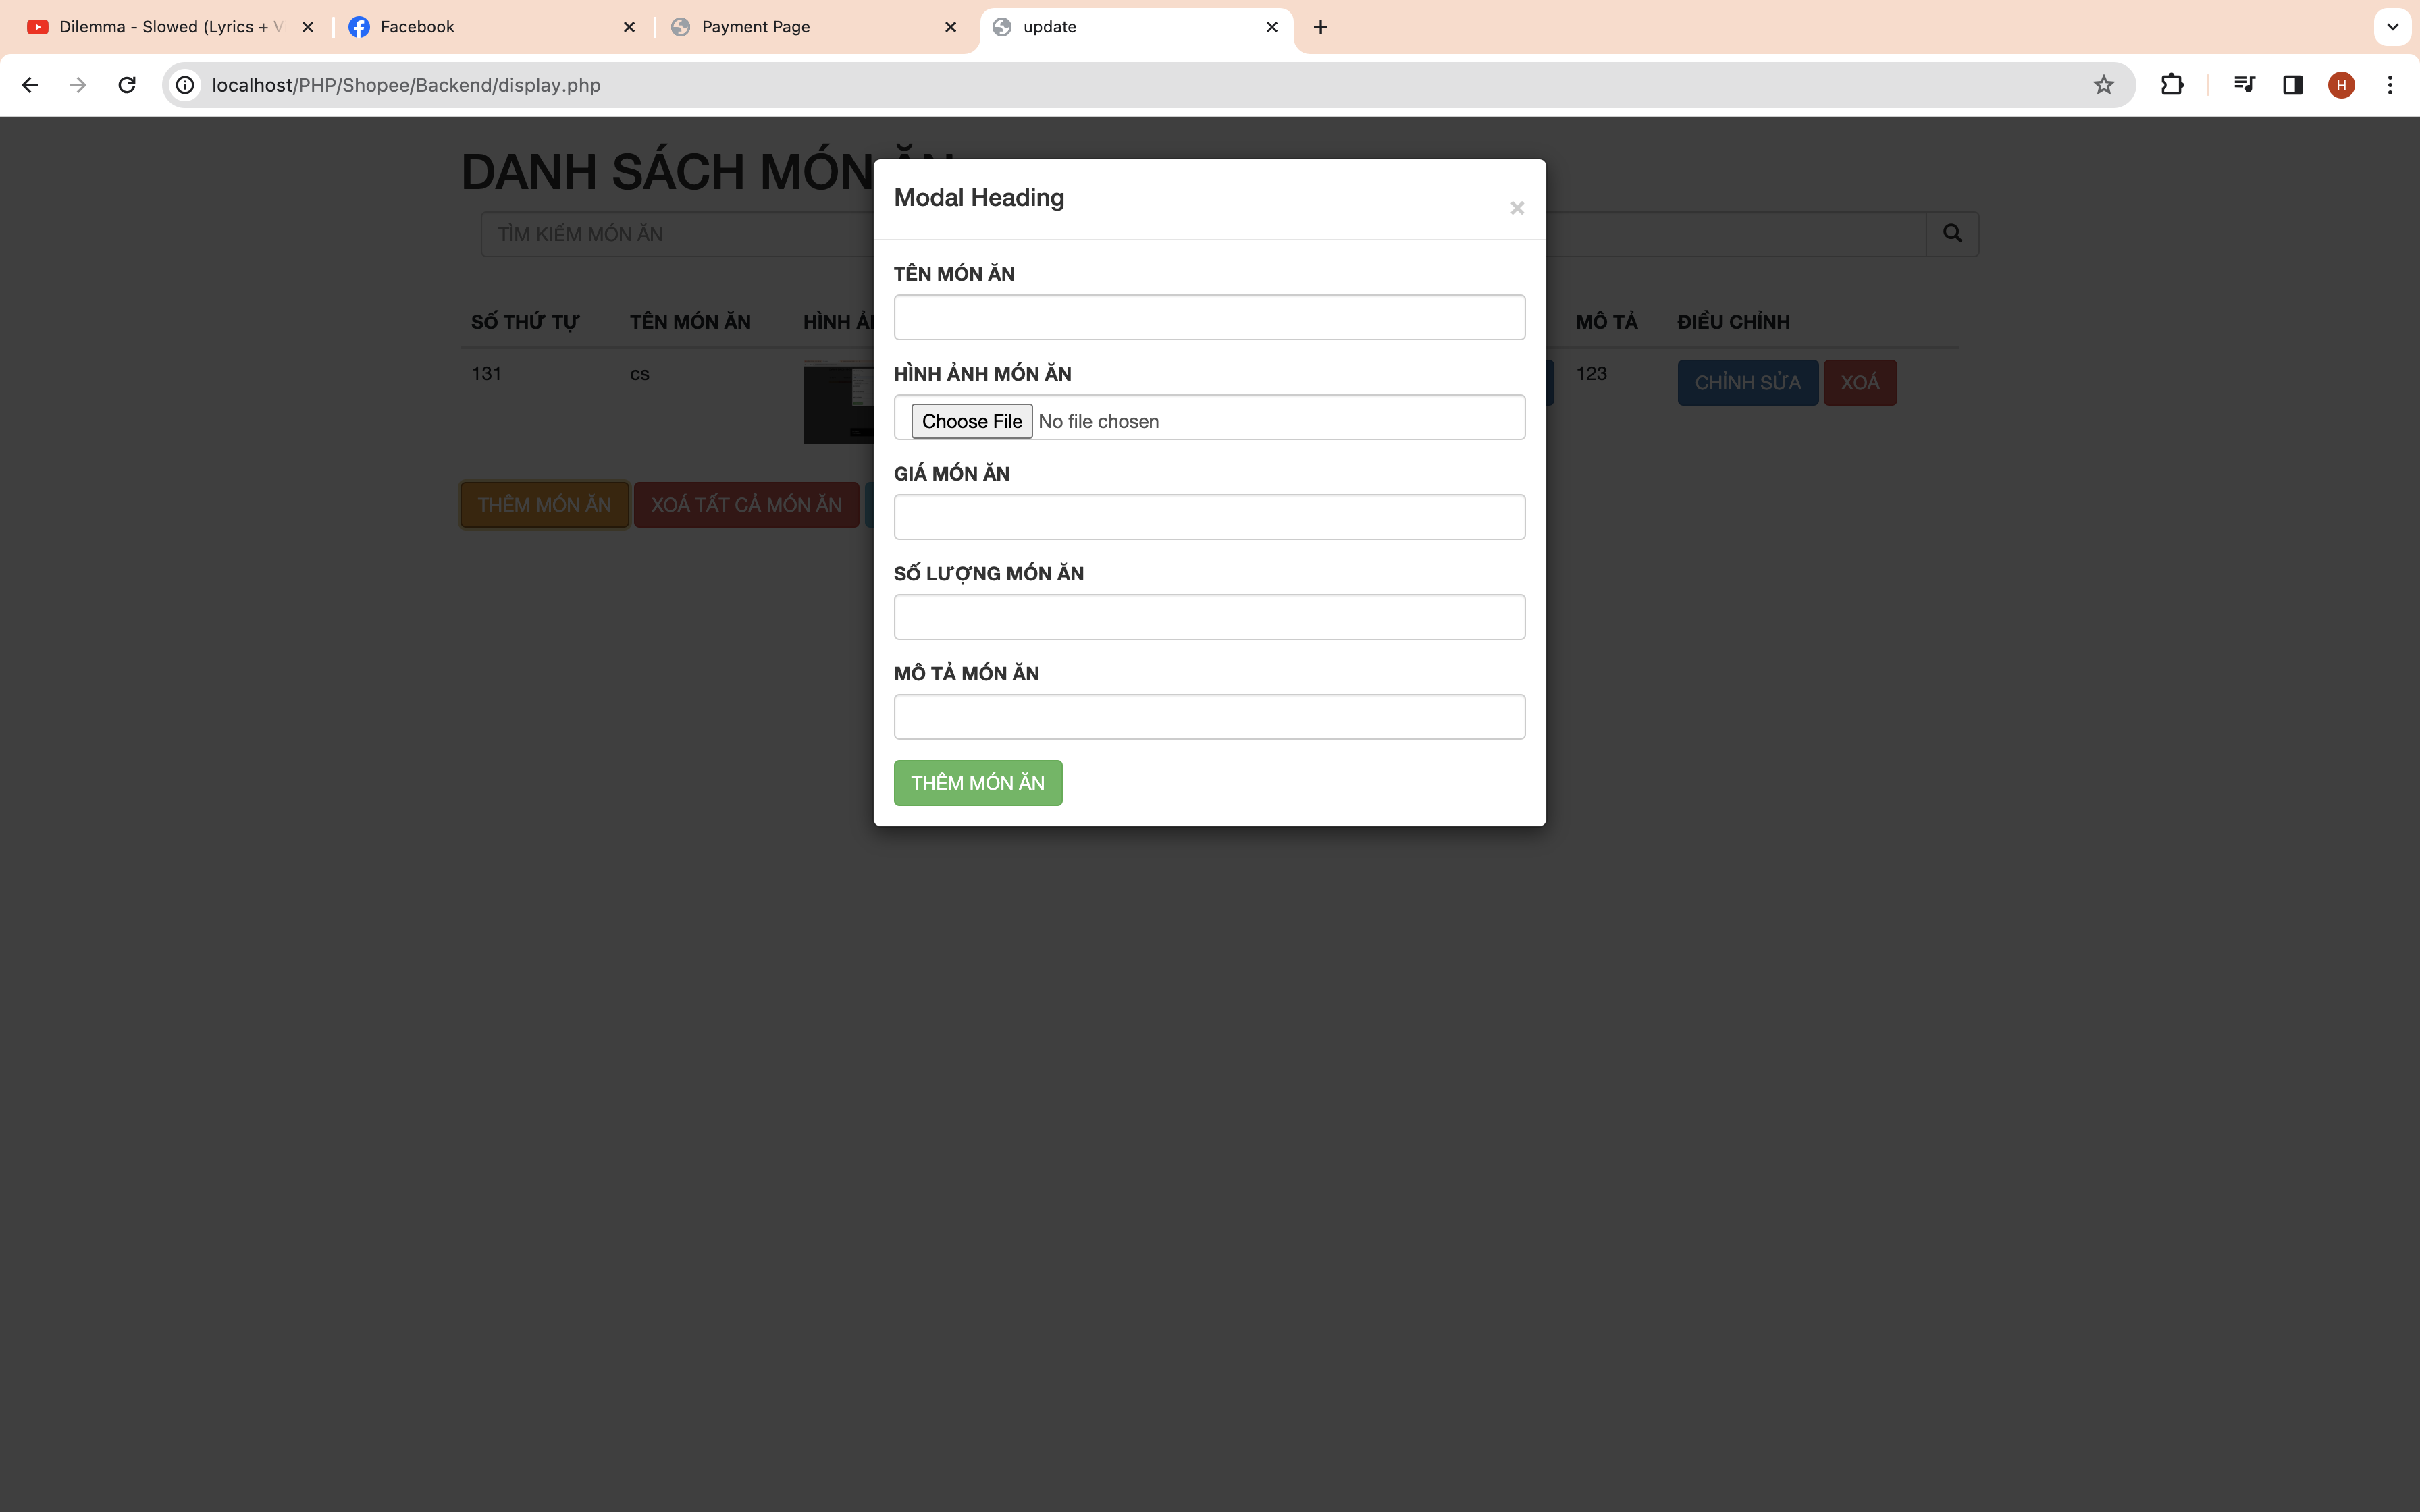 Dilemma - Slowed (Lyrics + V
Facebook
Payment Page
update
localhost/PHP/Shopee/Backend/display.php
H
DANH SÁCH MÓN ĂN
TÌM KIẾM MÓN ĂN
SỐ THỨ TỰ TÊN MÓN ĂN HÌNH MÔ TẢ ĐIỀU CHỈNH
131 cs 123 CHỈNH SỬA XOÁ
THÊM MÓN ĂN XOÁ TẤT CẢ MÓN ĂN
Modal Heading
×
TÊN MÓN ĂN
HÌNH ẢNH MÓN ĂN
Choose File No file chosen
GIÁ MÓN ĂN
SỐ LƯỢNG MÓN ĂN
MÔ TẢ MÓN ĂN
THÊM MÓN ĂN